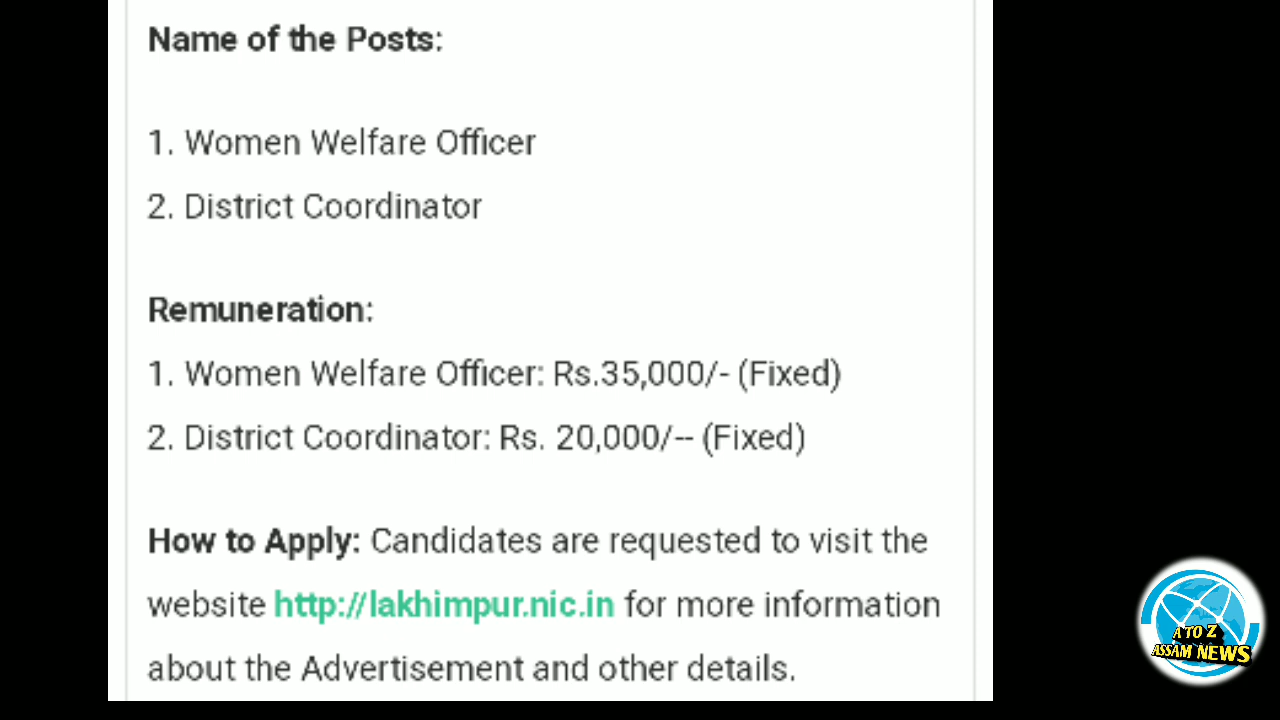 Name of the Posts:
1. Women Welfare Officer
2. District Coordinator
Remuneration:
1. Women Welfare Officer: Rs.35,000/- (Fixed)
2. District Coordinator: Rs. 20,000/-- (Fixed)
How to Apply: Candidates are requested to visit the
website http://lakhimpur.nic.in for more information
about the Advertisement and other details.
A TO Z
ASSAM NEWS